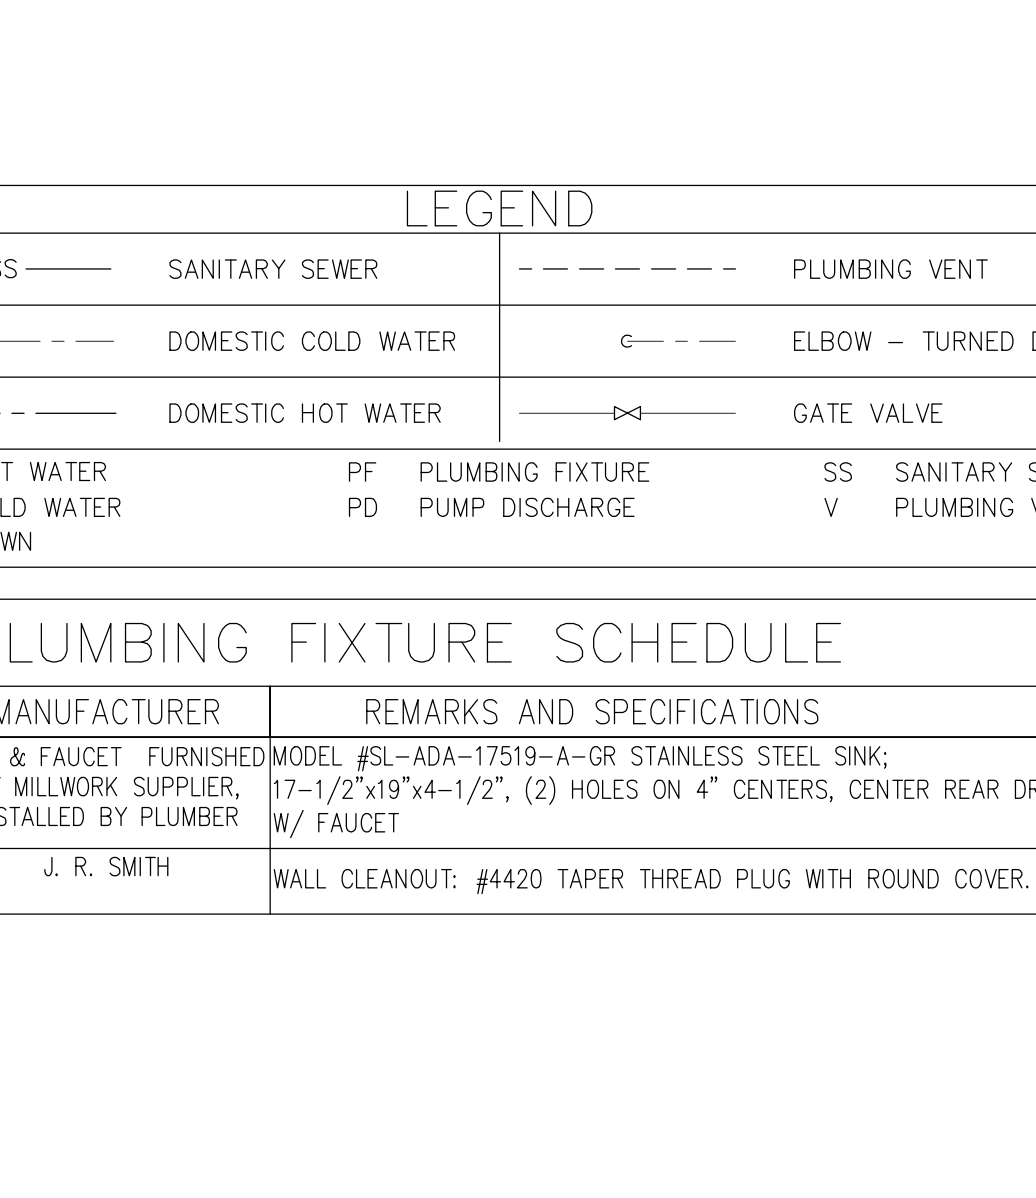 LEGEND
SS SANITARY SEWER PLUMBING VENT
DOMESTIC COLD WATER ELBOW – TURNED
DOMESTIC HOT WATER GATE VALVE
T WATER PF PLUMBING FIXTURE SS SANITARY
LD WATER PD PUMP DISCHARGE V PLUMBING
WN
LUMBING FIXTURE SCHEDULE
MANUFACTURER REMARKS AND SPECIFICATIONS
& FAUCET FURNISHED
MILLWORK SUPPLIER,
STALLED BY PLUMBER
MODEL #SL-ADA-17519-A-GR STAINLESS STEEL SINK;
17-1/2"x19"x4-1/2", (2) HOLES ON 4" CENTERS, CENTER REAR DR
W/ FAUCET
J. R. SMITH
WALL CLEANOUT: #4420 TAPER THREAD PLUG WITH ROUND COVER.